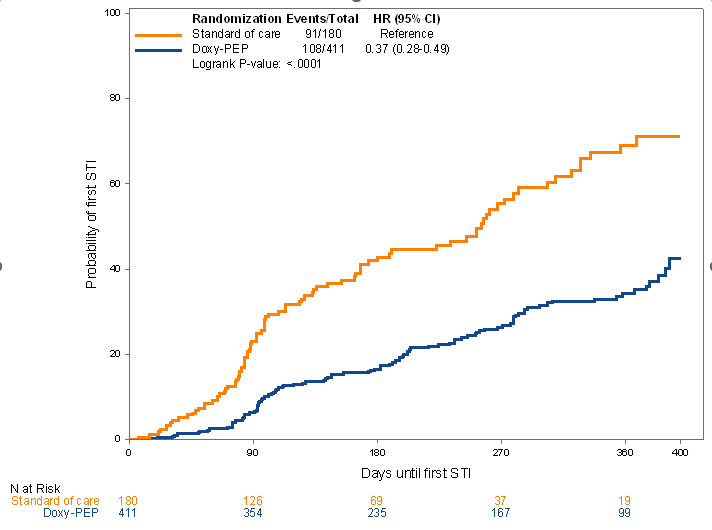 Randomization Events/Total HR (95% CI)
Standard of care 91/180 Reference
Doxy-PEP 108/411 0.37 (0.28-0.49)
Logrank P-value: <.0001
100
80
60
40
20
0
Probability of first STI
0 90 180 270 360 400
Days until first STI
N at Risk
Standard of care 180 126 69 37 19
Doxy-PEP 411 354 235 167 99